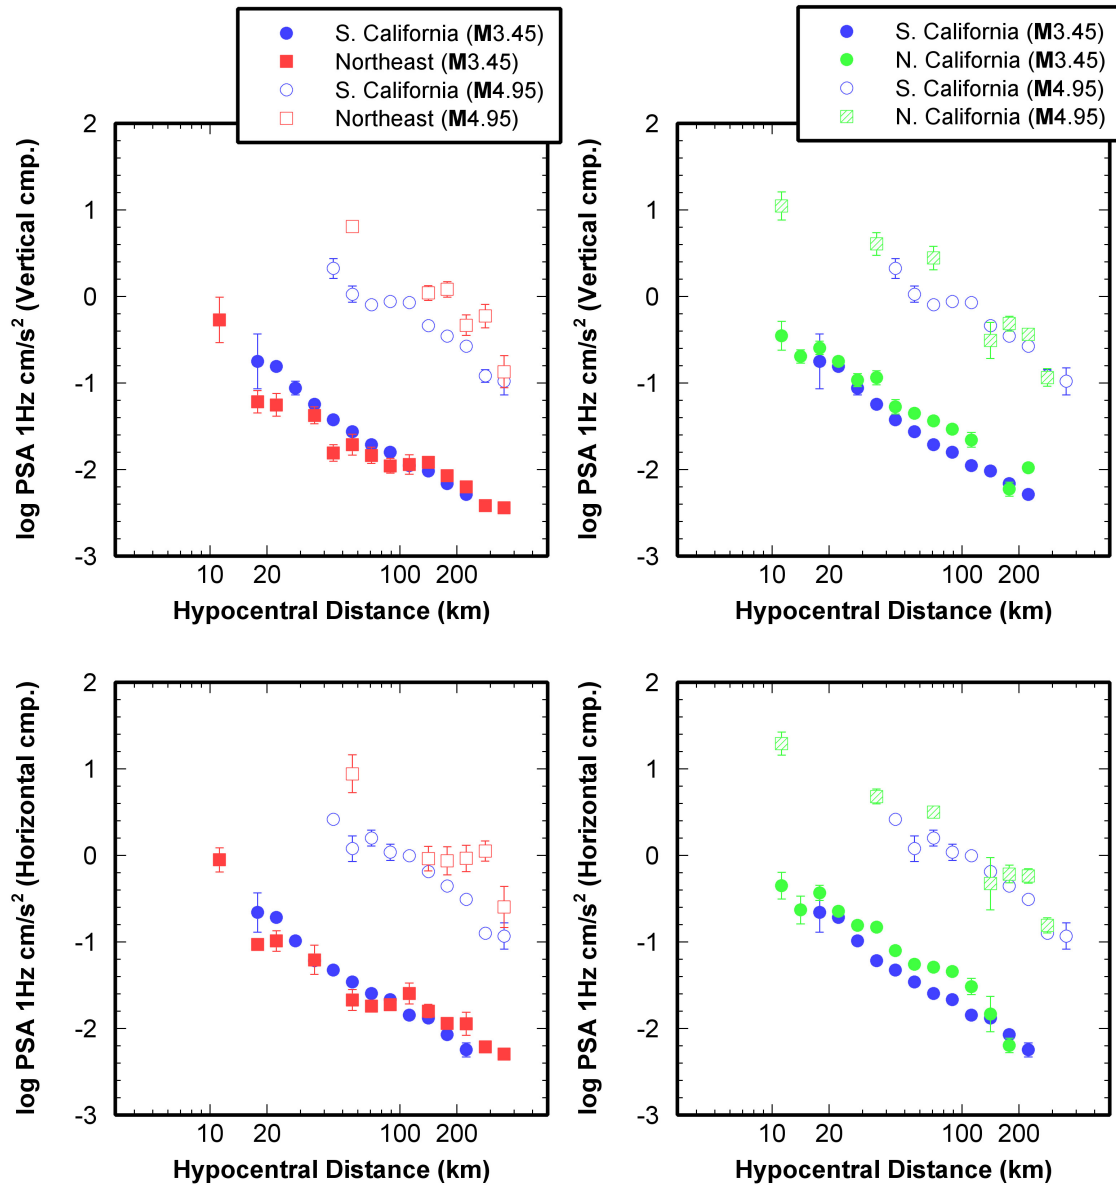 S. California (M3.45)
Northeast (M3.45)
S. California (M4.95)
Northeast (M4.95)
S. California (M3.45)
N. California (M3.45)
S. California (M4.95)
N. California (M4.95)
log PSA 1Hz cm/s² (Vertical cmp.)
2
1
0
-1
-2
-3
10
20
100
200
Hypocentral Distance (km)
log PSA 1Hz cm/s² (Vertical cmp.)
2
1
0
-1
-2
-3
10
20
100
200
Hypocentral Distance (km)
log PSA 1Hz cm/s² (Horizontal cmp.)
2
1
0
-1
-2
-3
10
20
100
200
Hypocentral Distance (km)
log PSA 1Hz cm/s² (Horizontal cmp.)
2
1
0
-1
-2
-3
10
20
100
200
Hypocentral Distance (km)